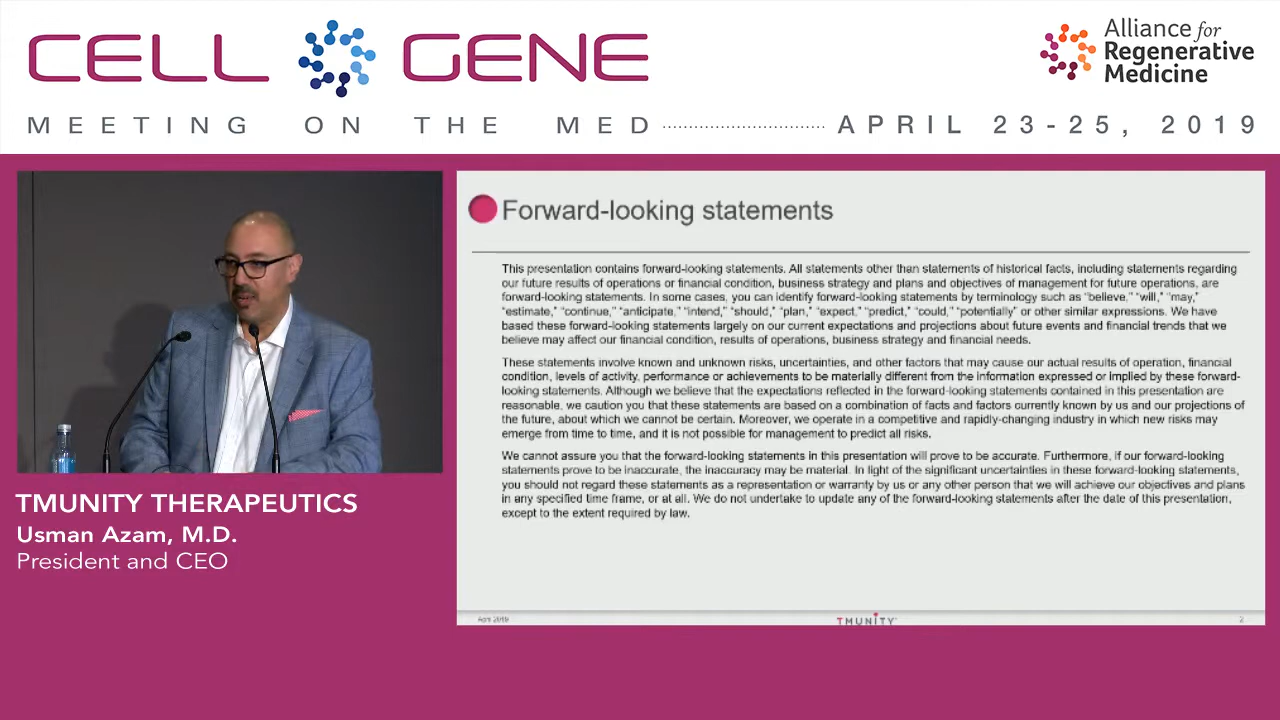 CELL GENE
MEETING ON THE MED
APRIL 23-25, 2019
Alliance for
Regenerative
Medicine
TMUNITY THERAPEUTICS
Usman Azam, M.D.
President and CEO
Forward-looking statements
This presentation contains forward-looking statements. All statements other than statements of historical facts, including statements regarding
our future results of operations or financial condition, business strategy and plans and objectives of management for future operations, are
forward-looking statements. In some cases, you can identify forward-looking statements by terminology such as “believe,” “will,” “may,”
“estimate,” “continue,” “anticipate,” “intend,” “should,” “plan,” “expect,” “predict,” “could,” “potentially” or other similar expressions. We have
based these forward-looking statements largely on our current expectations and projections about future events and financial trends that we
believe may affect our financial condition, results of operations, business strategy and financial needs.
These statements involve known and unknown risks, uncertainties, and other factors that may cause our actual results of operation, financial
condition, levels of activity, performance or achievements to be materially different from the information expressed or implied by these forward-
looking statements. Although we believe that the expectations reflected in the forward-looking statements contained in this presentation are
reasonable, we caution you that these statements are based on a combination of facts and factors currently known by us and our projections of
the future, about which we cannot be certain. Moreover, we operate in a competitive and rapidly-changing industry in which new risks may
emerge from time to time, and it is not possible for management to predict all risks.
We cannot assure you that the forward-looking statements in this presentation will prove to be accurate. Furthermore, if our forward-looking
statements prove to be inaccurate, the inaccuracy may be material. In light of the significant uncertainties in these forward-looking statements,
you should not regard these statements as a representation or warranty by us or any other person that we will achieve our objectives and plans
in any specified time frame, or at all. We do not undertake to update any of the forward-looking statements after the date of this presentation,
except to the extent required by law.
April 2019
TMUNITY
2